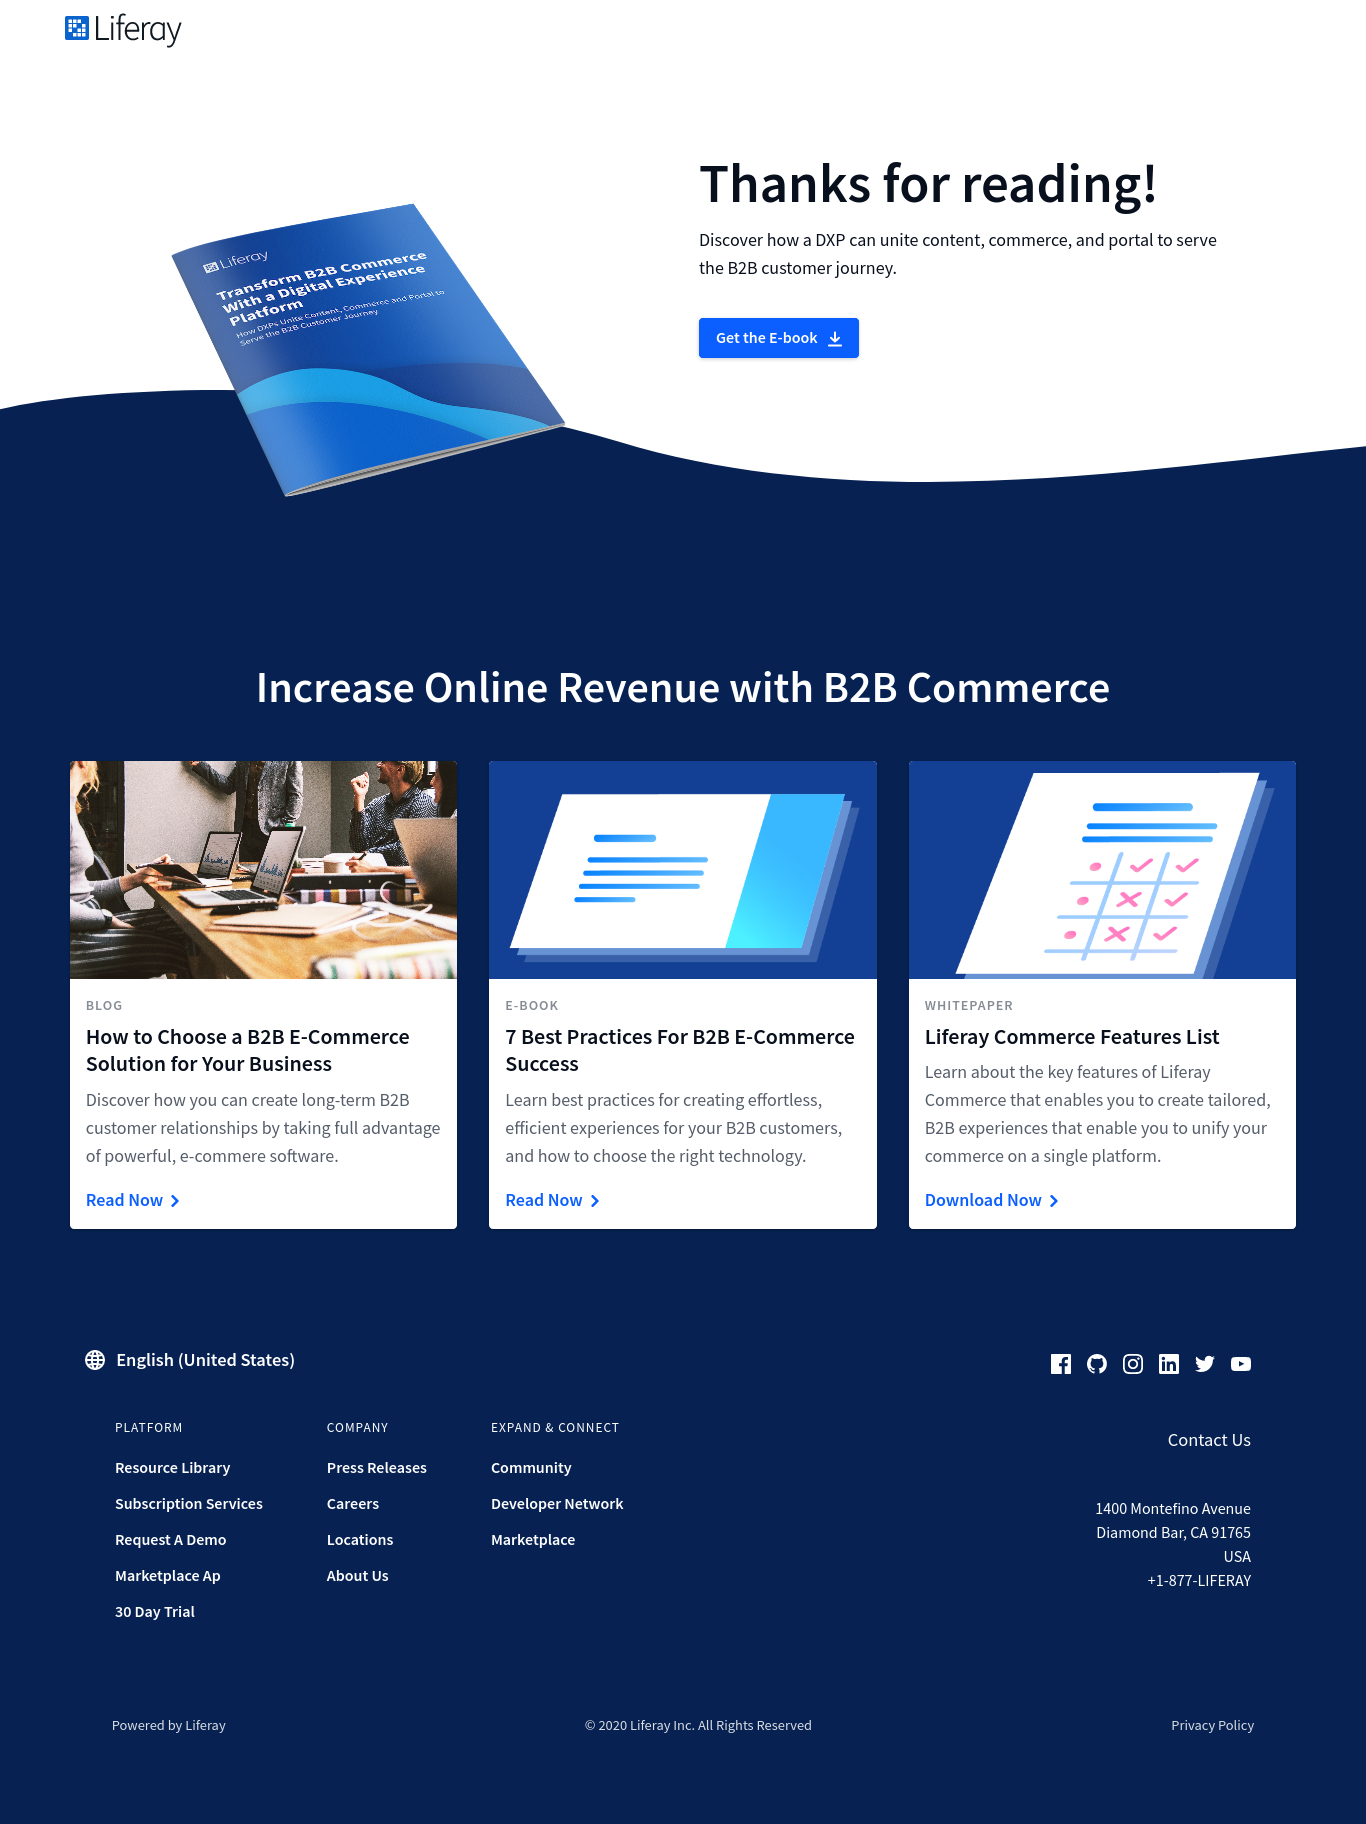 Liferay
Thanks for reading!
Discover how a DXP can unite content, commerce, and portal to serve
the B2B customer journey.
Get the E-book
Liferay
Transform B2B Commerce
With a Digital Experience
Platform
How DXPs Unite Content, Commerce and Portal to
Serve the B2B Customer Journey
Increase Online Revenue with B2B Commerce
BLOG
How to Choose a B2B E-Commerce
Solution for Your Business
Discover how you can create long-term B2B
customer relationships by taking full advantage
of powerful, e-commere software.
Read Now
E-BOOK
7 Best Practices For B2B E-Commerce
Success
Learn best practices for creating effortless,
efficient experiences for your B2B customers,
and how to choose the right technology.
Read Now
WHITEPAPER
Liferay Commerce Features List
Learn about the key features of Liferay
Commerce that enables you to create tailored,
B2B experiences that enable you to unify your
commerce on a single platform.
Download Now
English (United States)
PLATFORM
Resource Library
Subscription Services
Request A Demo
Marketplace Ap
30 Day Trial
COMPANY
Press Releases
Careers
Locations
About Us
EXPAND & CONNECT
Community
Developer Network
Marketplace
Contact Us
1400 Montefino Avenue
Diamond Bar, CA 91765
USA
+1-877-LIFERAY
Powered by Liferay
© 2020 Liferay Inc. All Rights Reserved
Privacy Policy